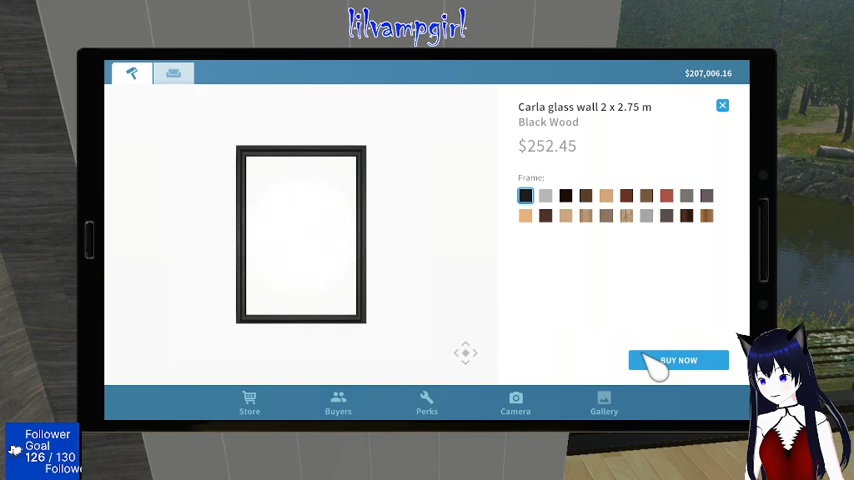 lilvampgirl
$207,006.16
Carla glass wall 2 x 2.75 m
Black Wood
$252.45
Frame:
BUY NOW
Store
Buyers
Perks
Camera
Gallery
Follower
Goal
126 / 130
Followe